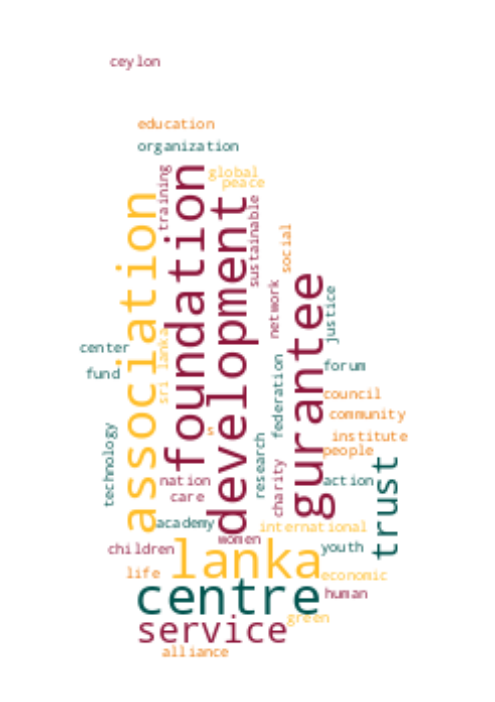 ceylon
education
organization
training
global
peace
association
foundation
development
sustainable
social
network
gurantee
justice
center
sri lanka
fund
federation
forum
council
community
institute
people
s
technology
research
charity
nation
care
action
trust
academy
international
women
children
lanka
youth
life
economic
centre
human
green
service
alliance